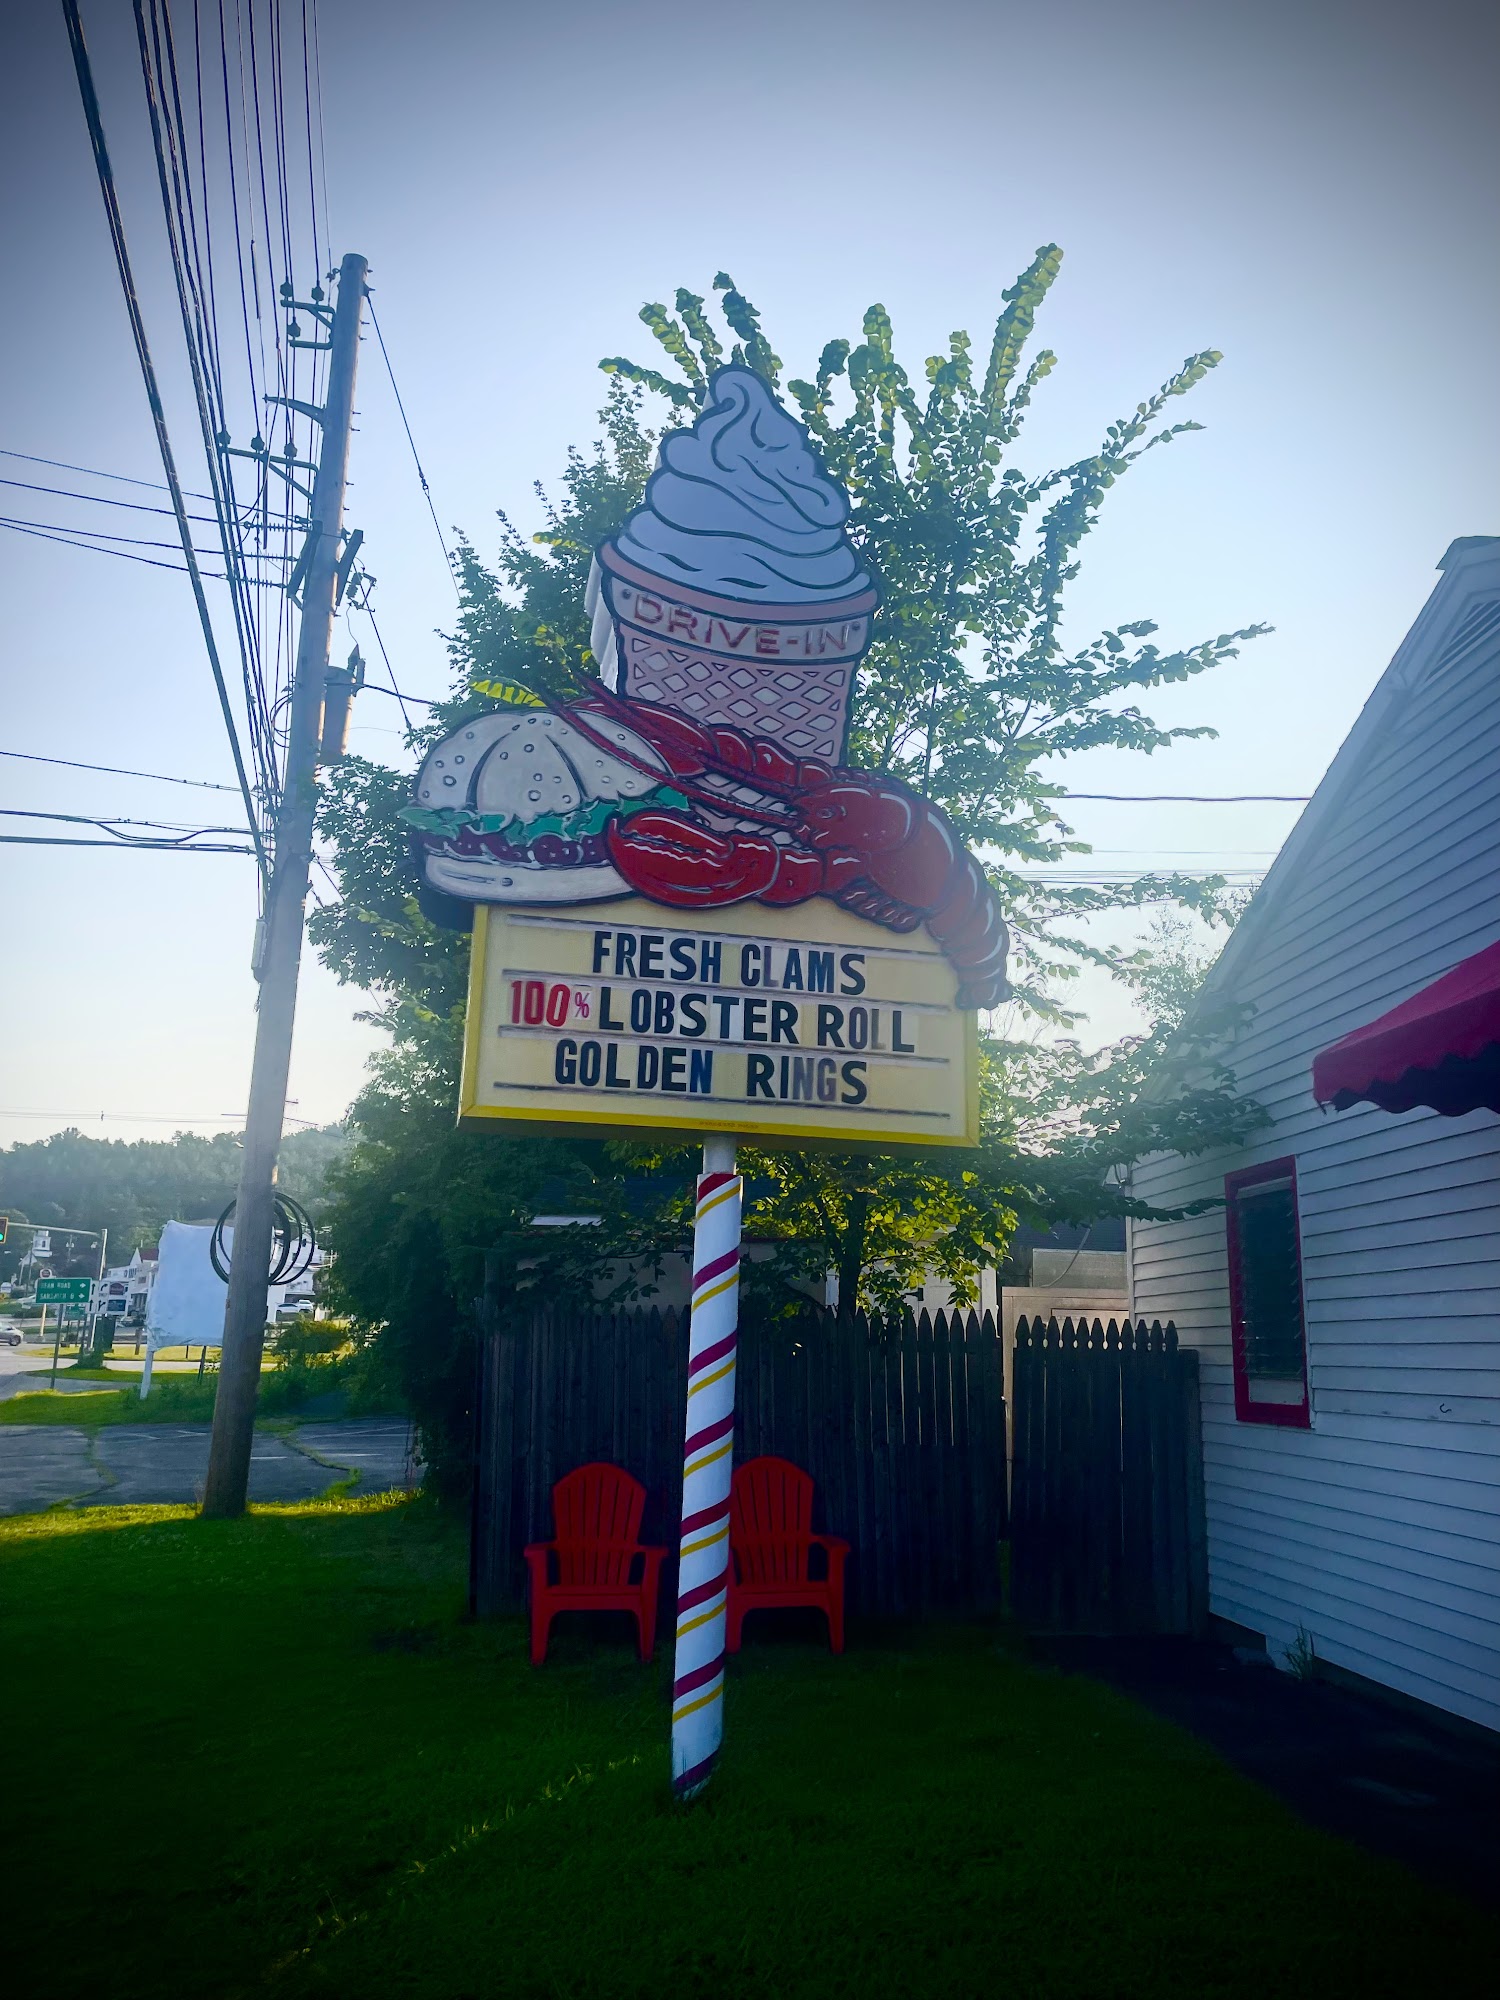 "DRIVE-IN"
FRESH CLAMS
100% LOBSTER ROLL
GOLDEN RINGS